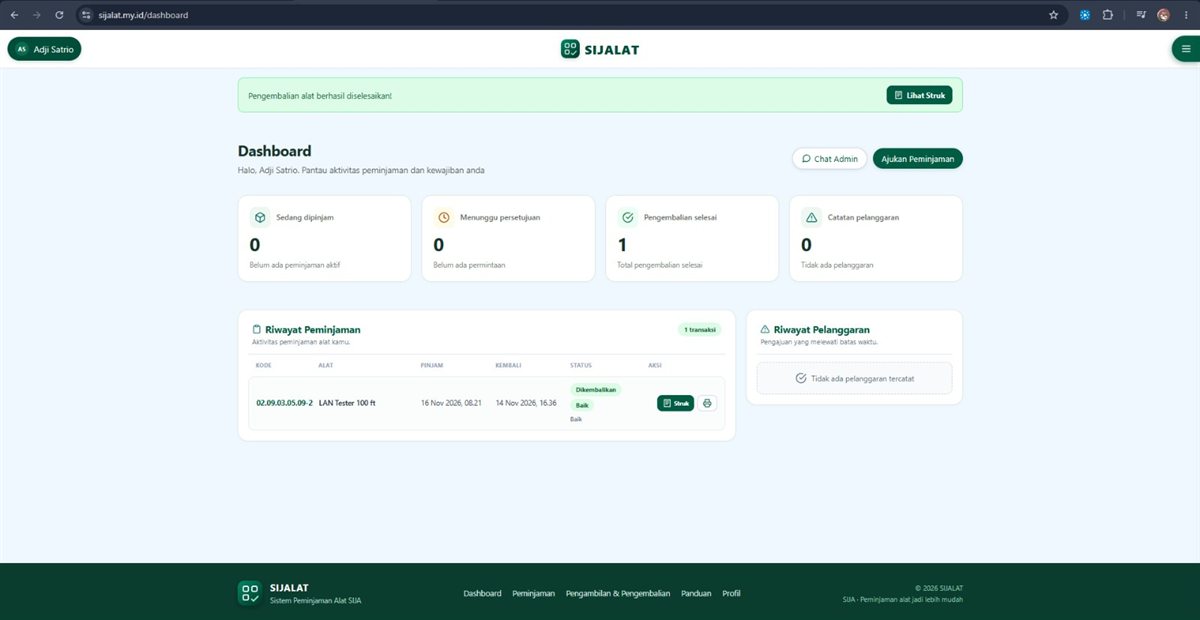 sijalat.my.id/dashboard
AS Adji Satrio
SIJALAT
Pengembalian alat berhasil diselesaikan!
Lihat Struk
Dashboard
Halo, Adji Satrio. Pantau aktivitas peminjaman dan kewajiban anda
Chat Admin
Ajukan Peminjaman
Sedang dipinjam
0
Belum ada peminjaman aktif
Menunggu persetujuan
0
Belum ada permintaan
Pengembalian selesai
1
Total pengembalian selesai
Catatan pelanggaran
0
Tidak ada pelanggaran
Riwayat Peminjaman
Aktivitas peminjaman alat kamu.
1 transaksi
KODE ALAT PINJAM KEMBALI STATUS AKSI
02.09.03.05.09-2 LAN Tester 100 ft 16 Nov 2026, 08.21 14 Nov 2026, 16.36 Dikembalikan
Baik
Baik
Struk
Riwayat Pelanggaran
Pengajuan yang melewati batas waktu.
Tidak ada pelanggaran tercatat
SIJALAT
Sistem Peminjaman Alat SIJA
Dashboard Peminjaman Pengambilan & Pengembalian Panduan Profil
© 2026 SIJALAT
SIJA - Peminjaman alat jadi lebih mudah